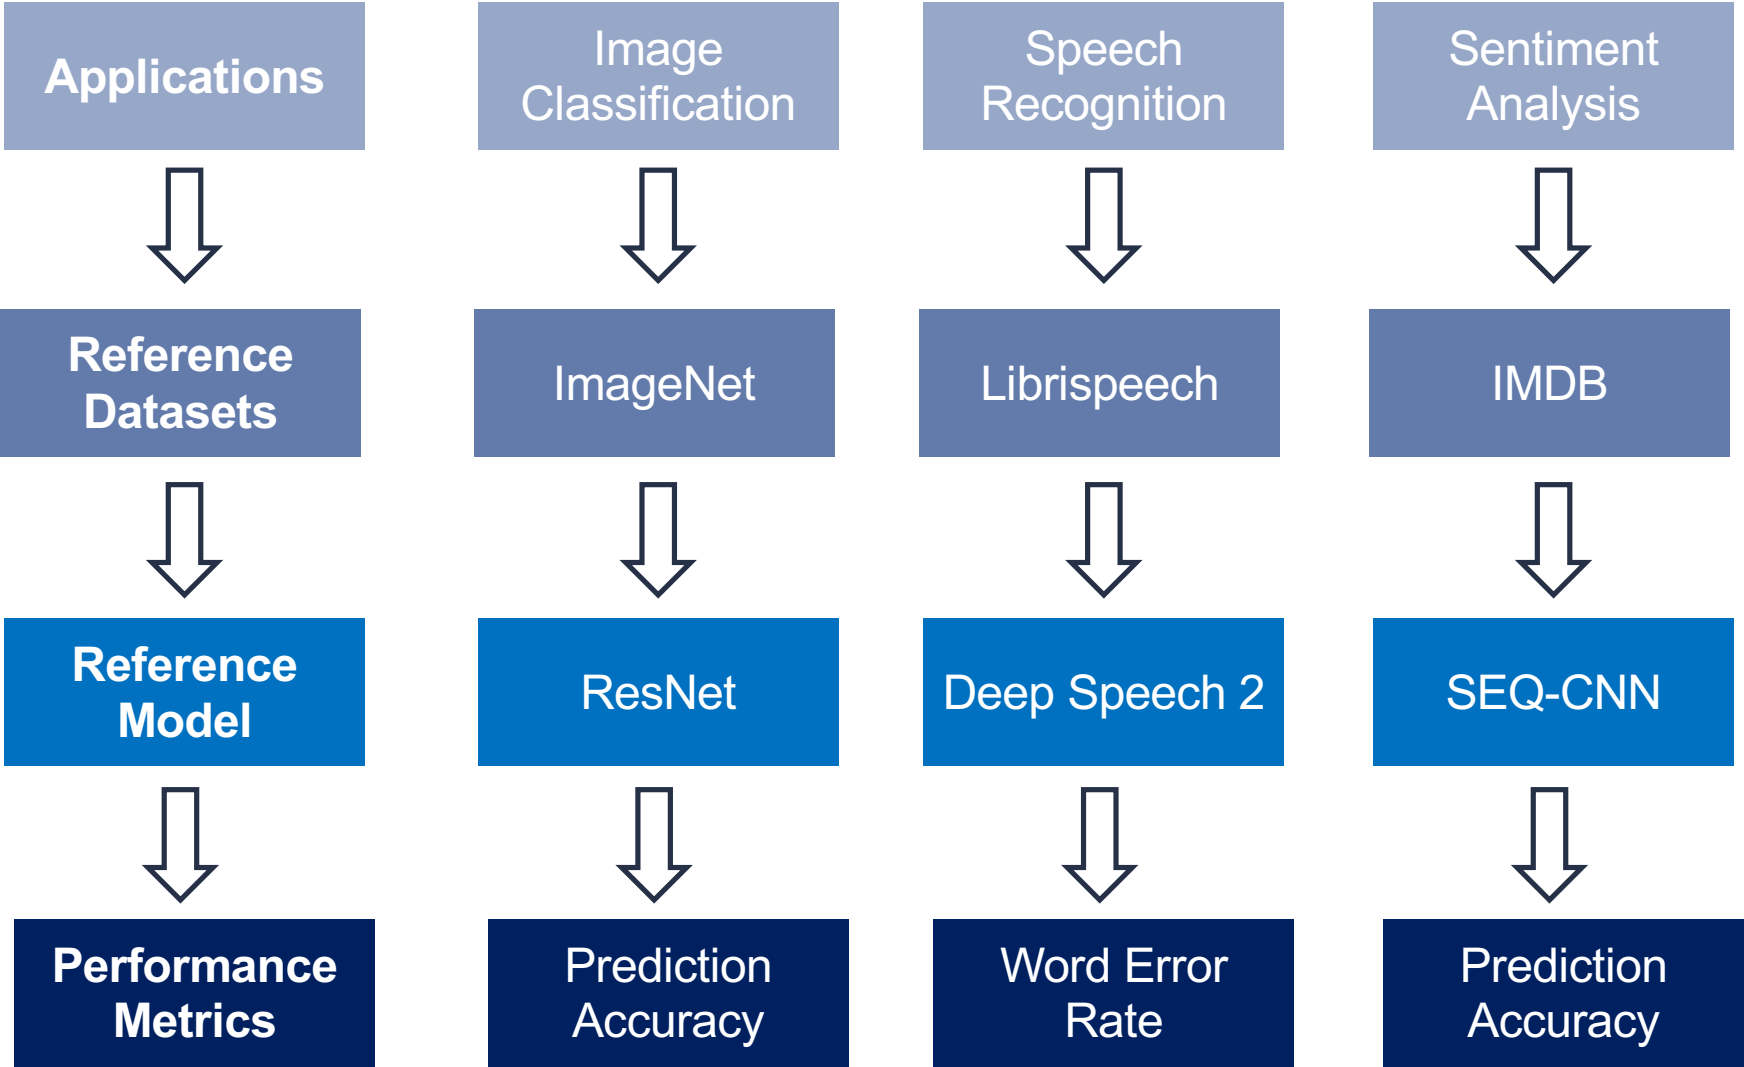 Applications
Image
Classification
Speech
Recognition
Sentiment
Analysis
Reference
Datasets
ImageNet
Librispeech
IMDB
Reference
Model
ResNet
Deep Speech 2
SEQ-CNN
Performance
Metrics
Prediction
Accuracy
Word Error
Rate
Prediction
Accuracy